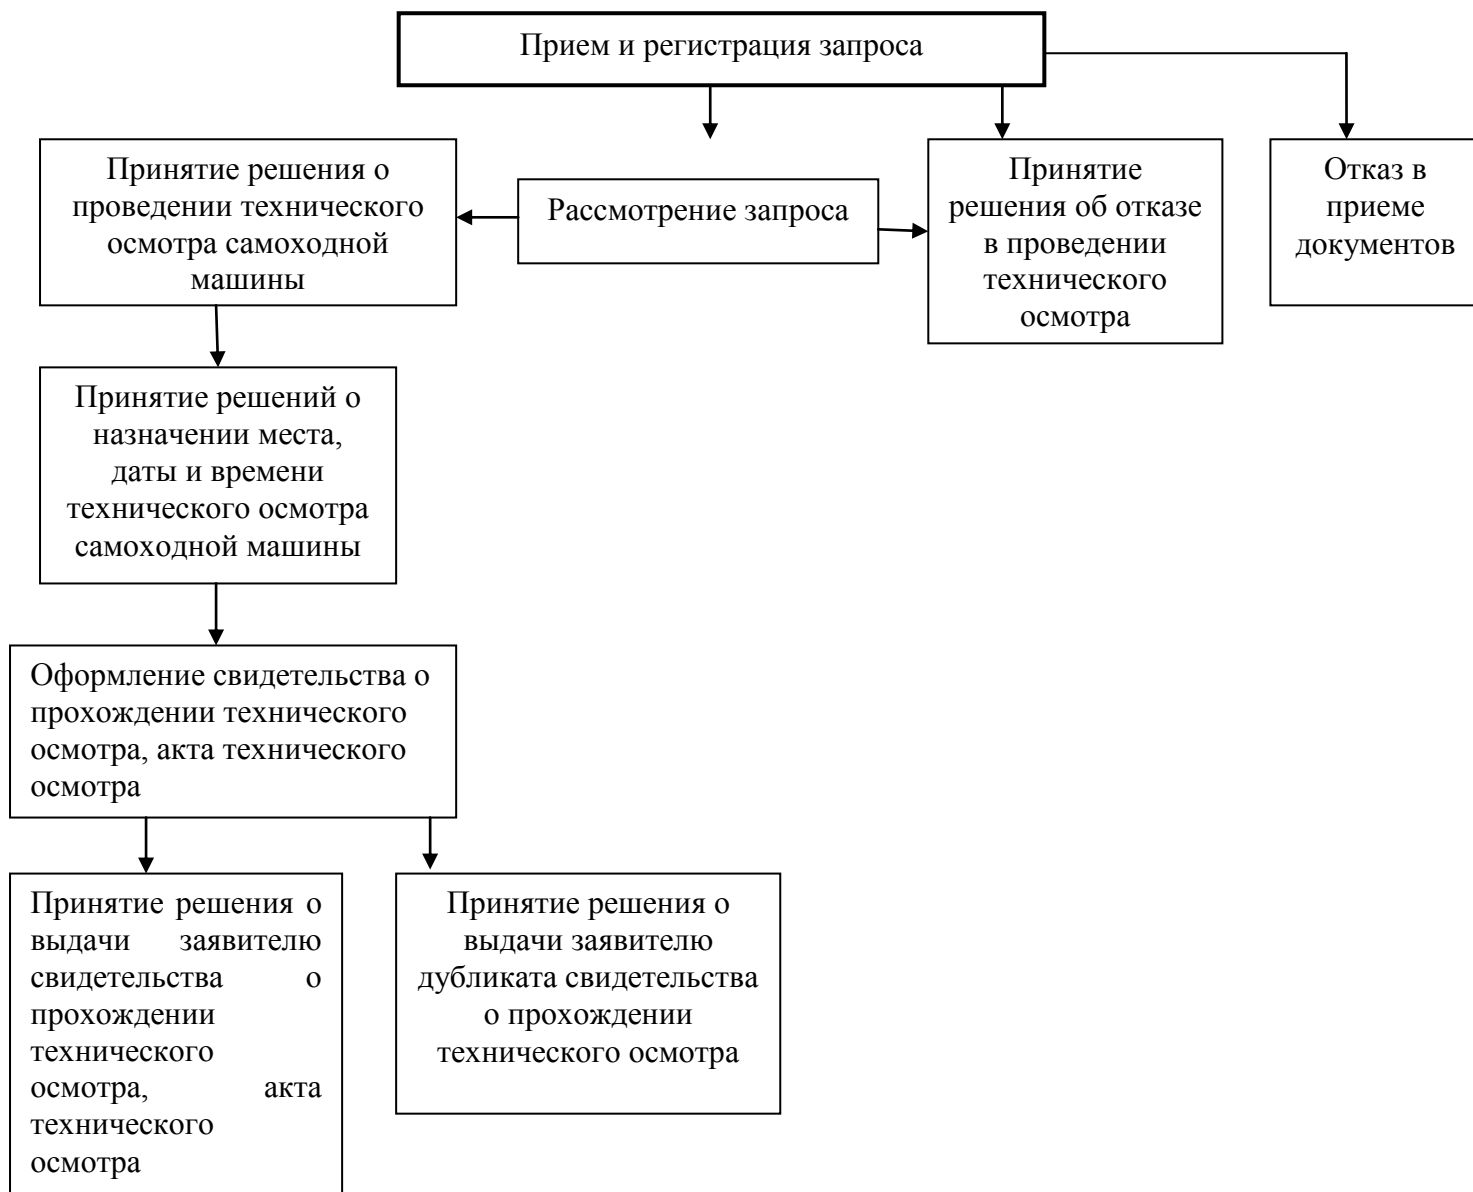 Прием и регистрация запроса
Принятие решения о
проведении технического
осмотра самоходной
машины
Рассмотрение запроса
Принятие
решения об отказе
в проведении
технического
осмотра
Отказ в
приеме
документов
Принятие решений о
назначении места,
даты и времени
технического осмотра
самоходной машины
Оформление свидетельства о
прохождении технического
осмотра, акта технического
осмотра
Принятие решения о
выдачи заявителю
свидетельства о
прохождении
технического
осмотра, акта
технического
осмотра
Принятие решения о
выдачи заявителю
дубликата свидетельства
о прохождении
технического осмотра